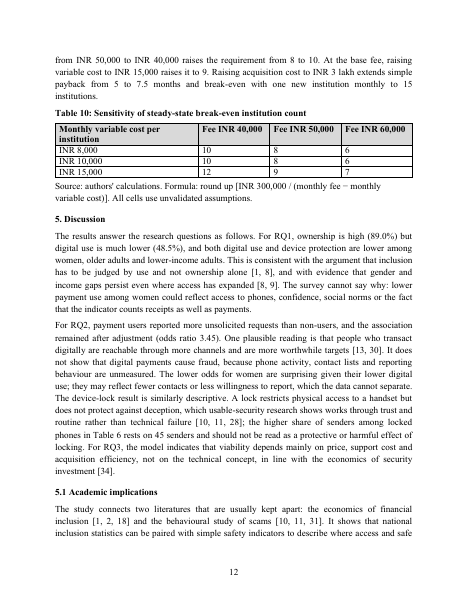 from INR 50,000 to INR 40,000 raises the requirement from 8 to 10. At the base fee, raising
variable cost to INR 15,000 raises it to 9. Raising acquisition cost to INR 3 lakh extends simple
payback from 5 to 7.5 months and break-even with one new institution monthly to 15
institutions.
Table 10: Sensitivity of steady-state break-even institution count
Monthly variable cost per institution Fee INR 40,000 Fee INR 50,000 Fee INR 60,000
INR 8,000 10 8 6
INR 10,000 10 8 6
INR 15,000 12 9 7
Source: authors' calculations. Formula: round up [INR 300,000 / (monthly fee − monthly
variable cost)]. All cells use unvalidated assumptions.
5. Discussion
The results answer the research questions as follows. For RQ1, ownership is high (89.0%) but
digital use is much lower (48.5%), and both digital use and device protection are lower among
women, older adults and lower-income adults. This is consistent with the argument that inclusion
has to be judged by use and not ownership alone [1, 8], and with evidence that gender and
income gaps persist even where access has expanded [8, 9]. The survey cannot say why: lower
payment use among women could reflect access to phones, confidence, social norms or the fact
that the indicator counts receipts as well as payments.
For RQ2, payment users reported more unsolicited requests than non-users, and the association
remained after adjustment (odds ratio 3.45). One plausible reading is that people who transact
digitally are reachable through more channels and are more worthwhile targets [13, 30]. It does
not show that digital payments cause fraud, because phone activity, contact lists and reporting
behaviour are unmeasured. The lower odds for women are surprising given their lower digital
use; they may reflect fewer contacts or less willingness to report, which the data cannot separate.
The device-lock result is similarly descriptive. A lock restricts physical access to a handset but
does not protect against deception, which usable-security research shows works through trust and
routine rather than technical failure [10, 11, 28]; the higher share of senders among locked
phones in Table 6 rests on 45 senders and should not be read as a protective or harmful effect of
locking. For RQ3, the model indicates that viability depends mainly on price, support cost and
acquisition efficiency, not on the technical concept, in line with the economics of security
investment [34].
5.1 Academic implications
The study connects two literatures that are usually kept apart: the economics of financial
inclusion [1, 2, 18] and the behavioural study of scams [10, 11, 31]. It shows that national
inclusion statistics can be paired with simple safety indicators to describe where access and safe
12